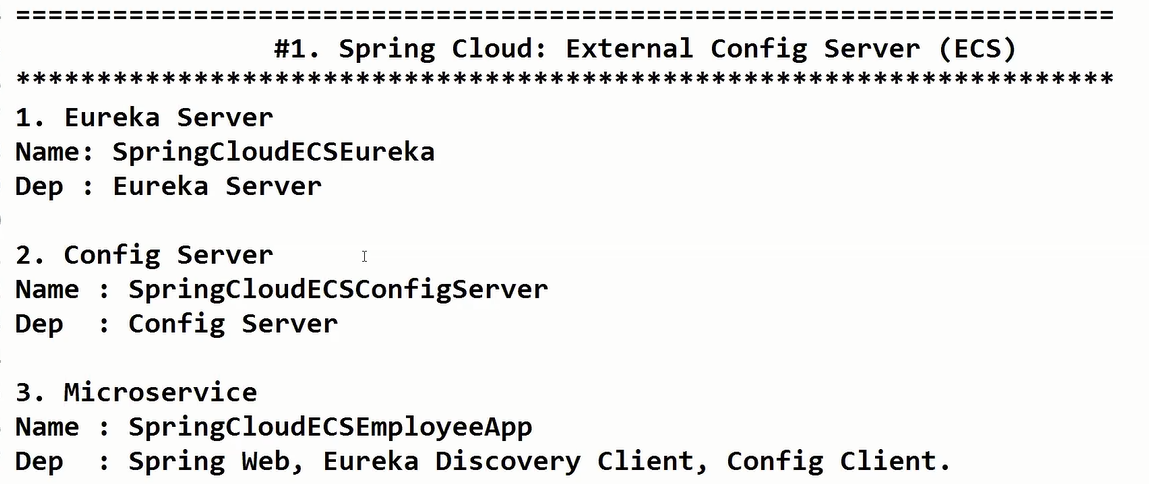 ====================================================================
#1. Spring Cloud: External Config Server (ECS)
********************************************************************
1. Eureka Server
Name: SpringCloudECSEureka
Dep : Eureka Server
2. Config Server
Name : SpringCloudECSConfigServer
Dep  : Config Server
3. Microservice
Name : SpringCloudECSEmployeeApp
Dep  : Spring Web, Eureka Discovery Client, Config Client.